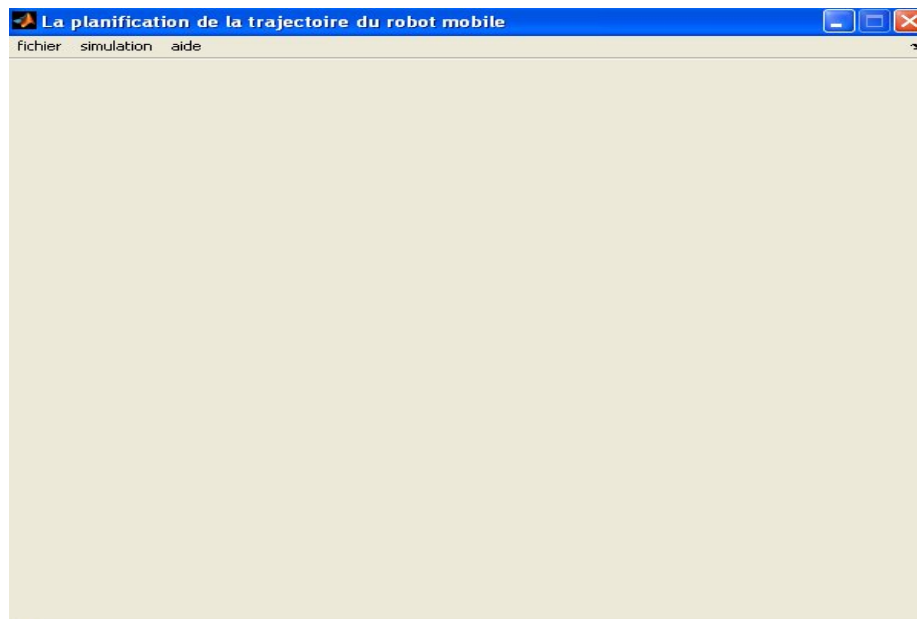 La planification de la trajectoire du robot mobile
fichier simulation aide